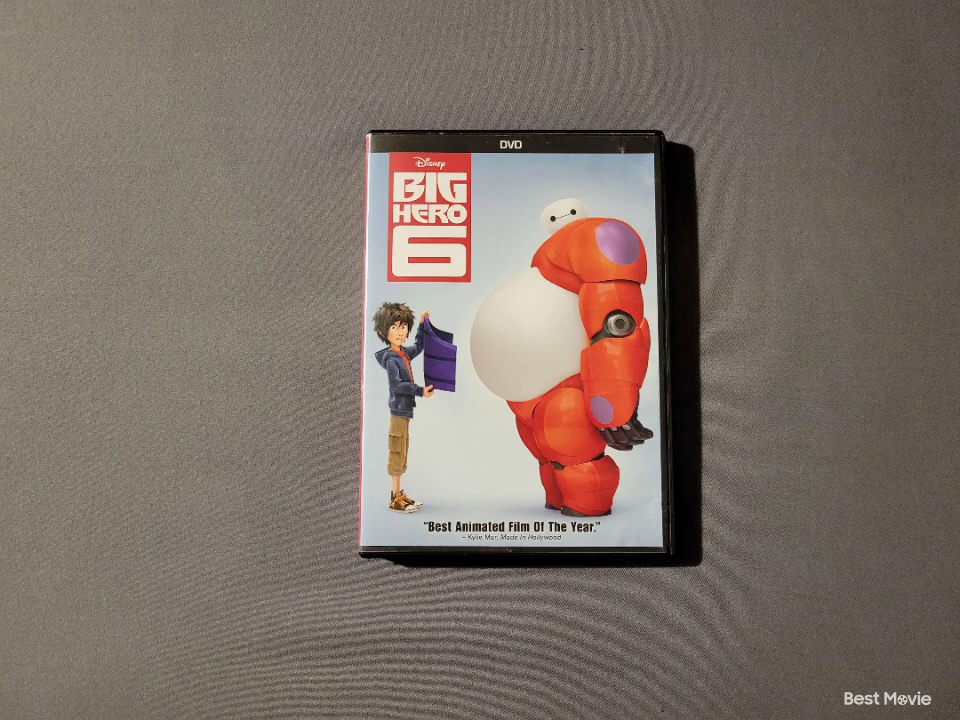 DVD
Disney
BIG
HERO
6
"Best Animated Film Of The Year."
– Kylie Mar, Made In Hollywood
Best Movie